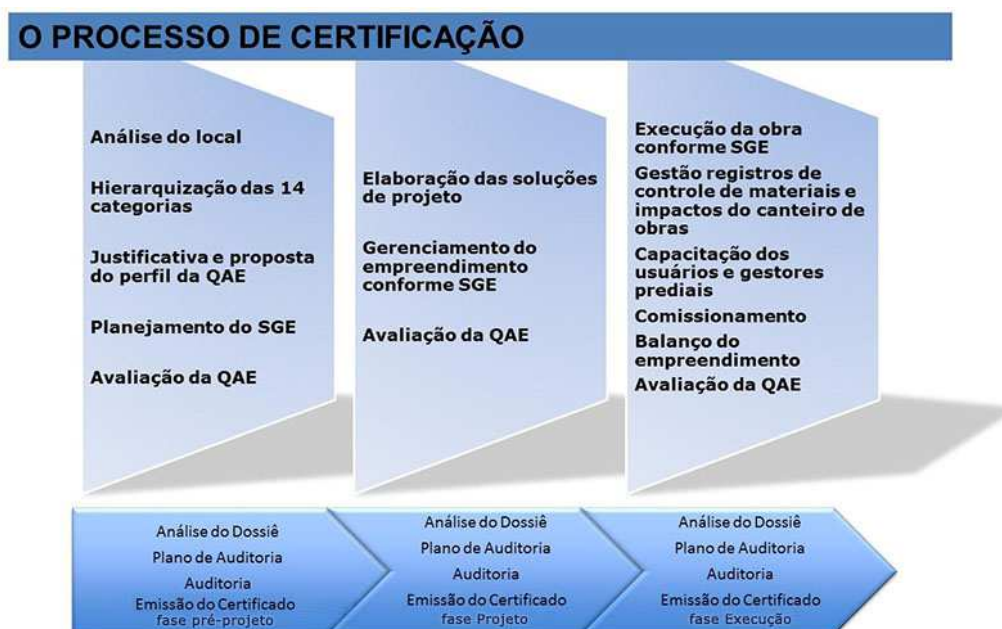 O PROCESSO DE CERTIFICAÇÃO
Análise do local
Hierarquização das 14
categorias
Justificativa e proposta
do perfil da QAE
Planejamento do SGE
Avaliação da QAE
Elaboração das soluções
de projeto
Gerenciamento do
empreendimento
conforme SGE
Avaliação da QAE
Execução da obra
conforme SGE
Gestão registros de
controle de materiais e
impactos do canteiro de
obras
Capacitação dos
usuários e gestores
prediais
Comissionamento
Balanço do
empreendimento
Avaliação da QAE
Análise do Dossiê
Plano de Auditoria
Auditoria
Emissão do Certificado
fase pré-projeto
Análise do Dossiê
Plano de Auditoria
Auditoria
Emissão do Certificado
fase Projeto
Análise do Dossiê
Plano de Auditoria
Auditoria
Emissão do Certificado
fase Execução